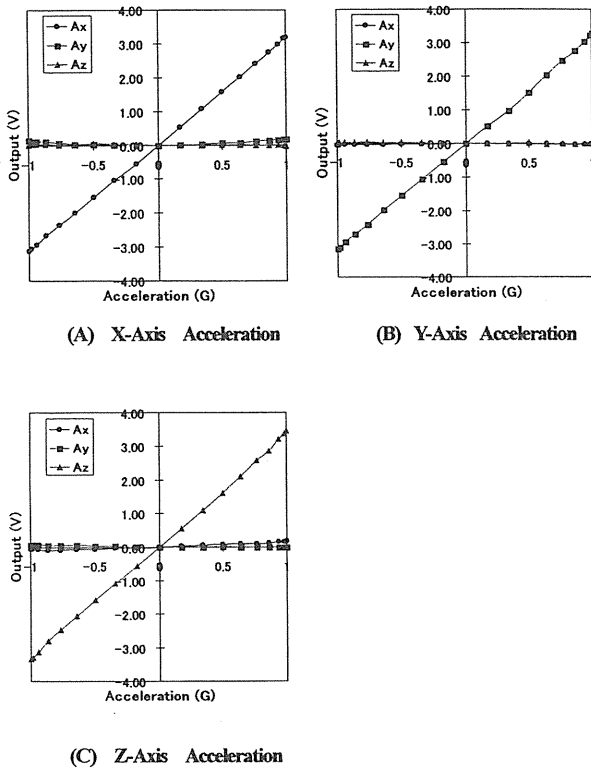 4.00
Ax
Ay
Az
3.00
2.00
1.00
0.00
-1
-0.5
0
0.5
1
-1.00
-2.00
-3.00
-4.00
Output (V)
Acceleration (G)
(A) X-Axis Acceleration
4.00
Ax
Ay
Az
3.00
2.00
1.00
0.00
-1
-0.5
0
0.5
1
-1.00
-2.00
-3.00
-4.00
Output (V)
Acceleration (G)
(B) Y-Axis Acceleration
4.00
Ax
Ay
Az
3.00
2.00
1.00
0.00
-1
-0.5
0
0.5
1
-1.00
-2.00
-3.00
-4.00
Output (V)
Acceleration (G)
(C) Z-Axis Acceleration